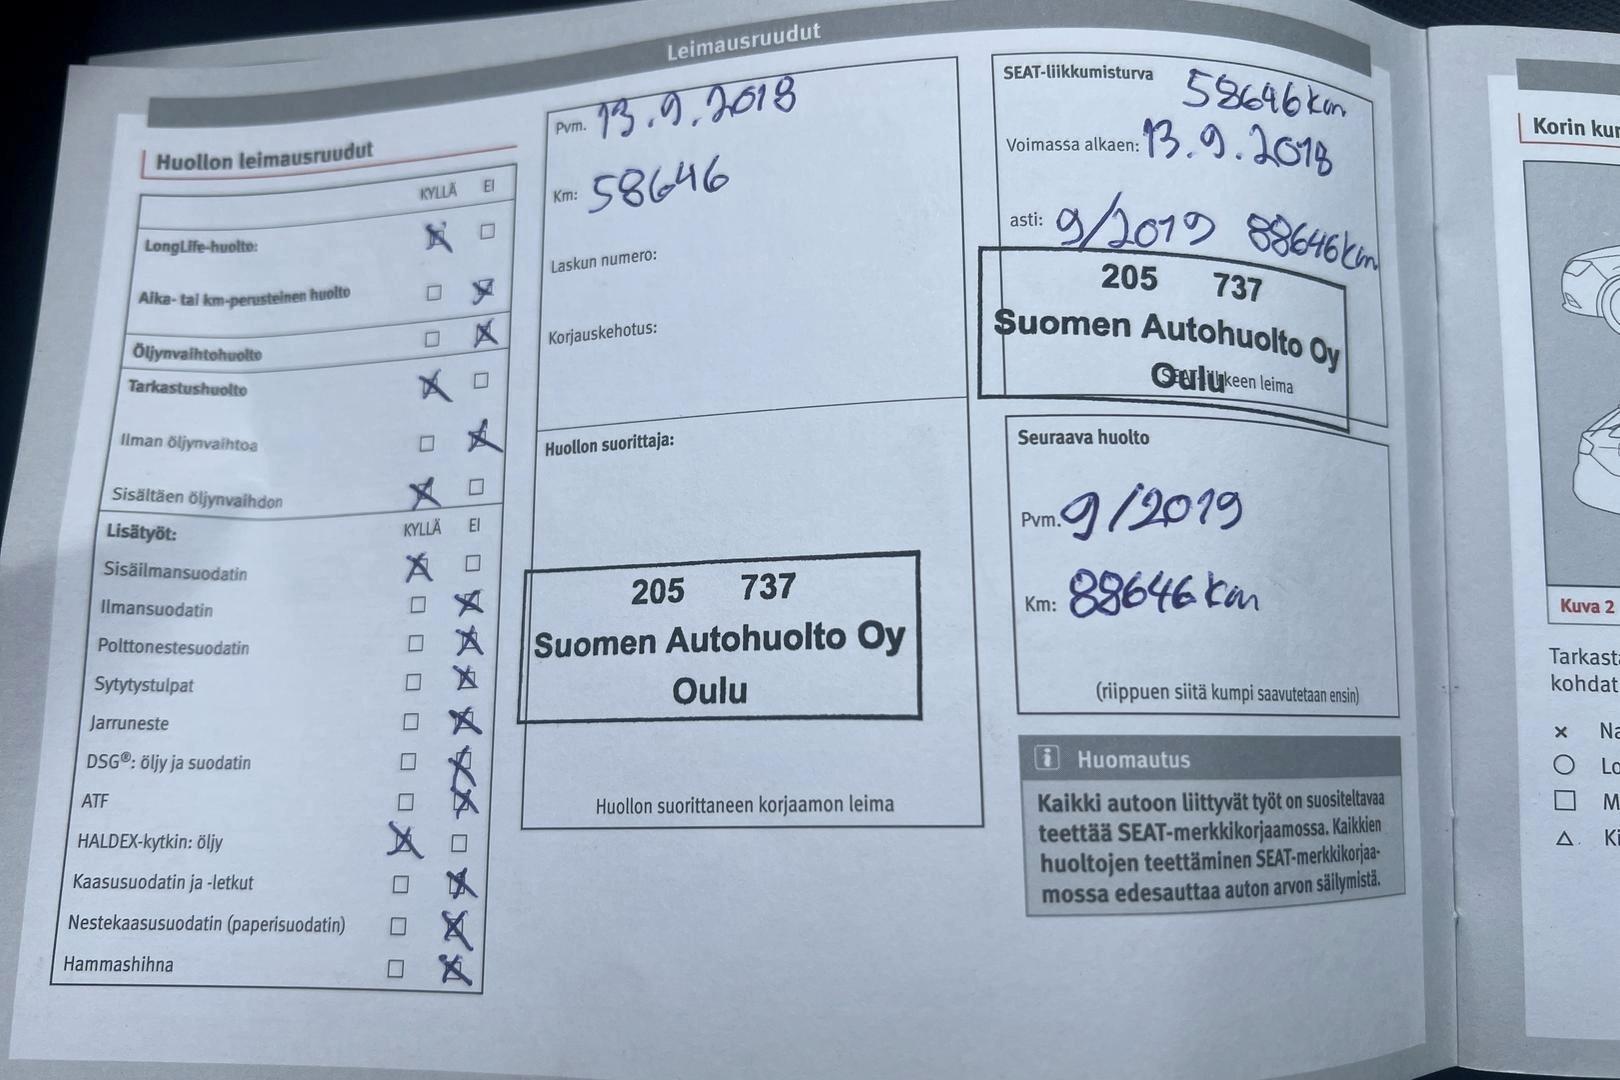 Leimausruudut
Huollon leimausruudut
KYLLÄ EI
LongLife-huolto:
Aika- tai km-perusteinen huolto
Öljynvaihtohuolto
Tarkastushuolto
Ilman öljynvaihtoa
Sisältäen öljynvaihdon
Lisätyöt: KYLLÄ EI
Sisäilmansuodatin
Ilmansuodatin
Polttonestesuodatin
Sytytystulpat
Jarruneste
DSG®: öljy ja suodatin
ATF
HALDEX-kytkin: öljy
Kaasusuodatin ja -letkut
Nestekaasusuodatin (paperisuodatin)
Hammashihna
Pvm. 13.9.2018
Km: 58646
Laskun numero:
Korjauskehotus:
Huollon suorittaja:
205 737
Suomen Autohuolto Oy
Oulu
Huollon suorittaneen korjaamon leima
SEAT-liikkumisturva
58646 km
Voimassa alkaen: 13.9.2018
asti: 9/2019 88646 km
205 737
Suomen Autohuolto Oy
Oulu
leima
Seuraava huolto
Pvm. 9/2019
Km: 88646 km
(riippuen siitä kumpi saavutetaan ensin)
i Huomautus
Kaikki autoon liittyvät työt on suositeltavaa
teettää SEAT-merkkikorjaamossa. Kaikkien
huoltojen teettäminen SEAT-merkkikorjaa-
mossa edesauttaa auton arvon säilymistä.
Korin
Kuva 2
kohdat